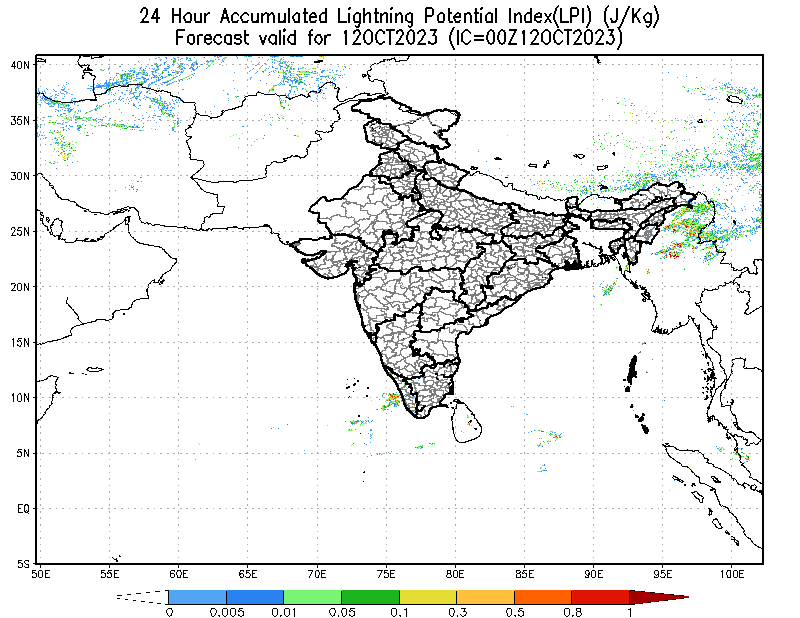 24 Hour Accumulated Lightning Potential Index(LPI) (J/Kg)
Forecast valid for 12OCT2023 (IC=00Z12OCT2023)
40N
35N
30N
25N
20N
15N
10N
5N
EQ
5S
50E 55E 60E 65E 70E 75E 80E 85E 90E 95E 100E
0 0.005 0.01 0.05 0.1 0.3 0.5 0.8 1